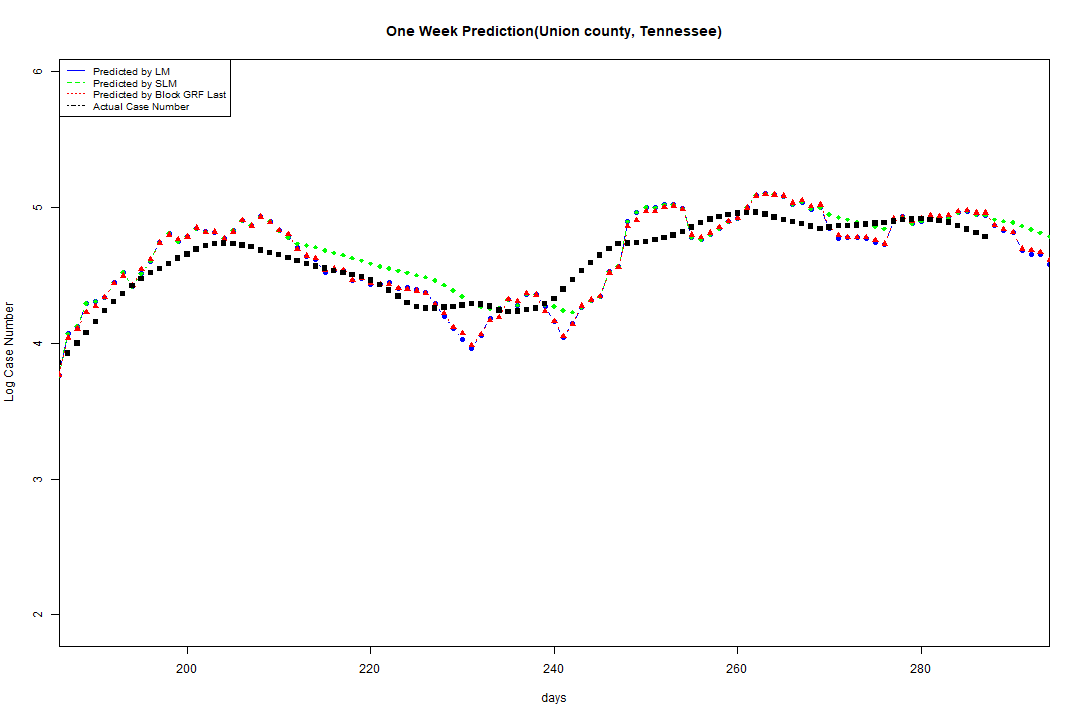 One Week Prediction(Union county, Tennessee)
Predicted by LM
Predicted by SLM
Predicted by Block GRF Last
Actual Case Number
6
5
4
3
2
Log Case Number
200 220 240 260 280
days